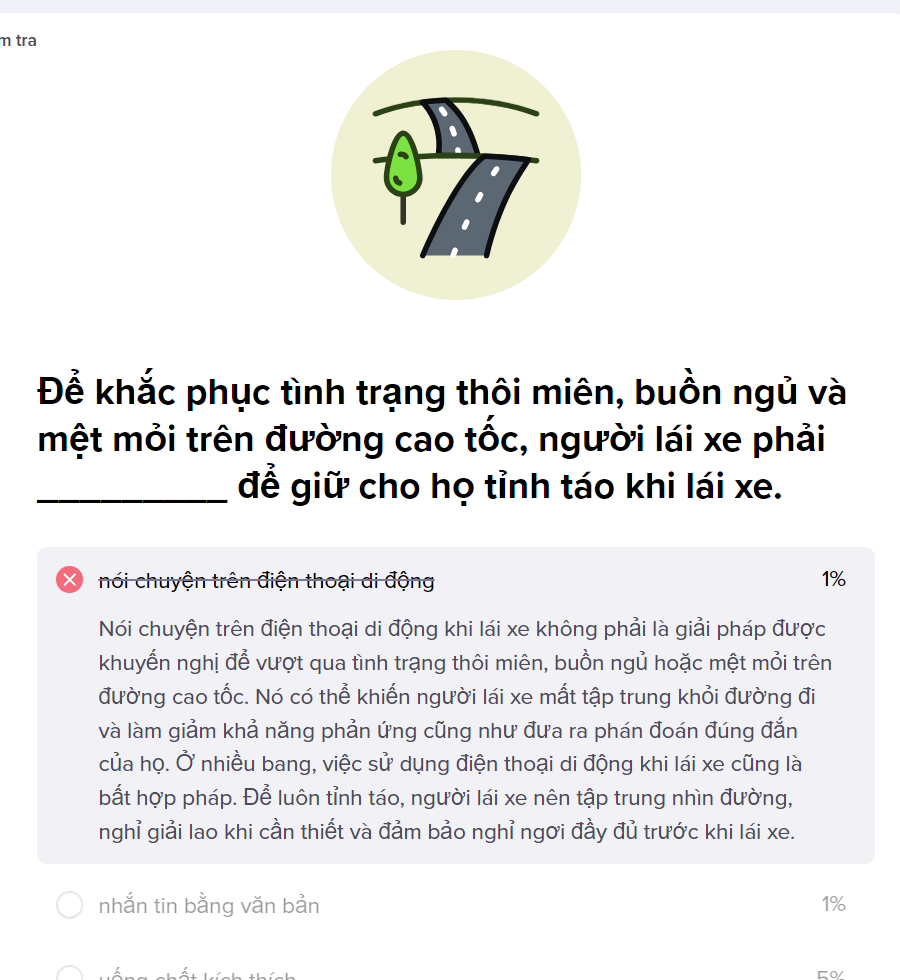 m tra
Để khắc phục tình trạng thôi miên, buồn ngủ và
mệt mỏi trên đường cao tốc, người lái xe phải
__________ để giữ cho họ tỉnh táo khi lái xe.
nói chuyện trên điện thoại di động 1%
Nói chuyện trên điện thoại di động khi lái xe không phải là giải pháp được
khuyến nghị để vượt qua tình trạng thôi miên, buồn ngủ hoặc mệt mỏi trên
đường cao tốc. Nó có thể khiến người lái xe mất tập trung khỏi đường đi
và làm giảm khả năng phản ứng cũng như đưa ra phán đoán đúng đắn
của họ. Ở nhiều bang, việc sử dụng điện thoại di động khi lái xe cũng là
bất hợp pháp. Để luôn tỉnh táo, người lái xe nên tập trung nhìn đường,
nghỉ giải lao khi cần thiết và đảm bảo nghỉ ngơi đầy đủ trước khi lái xe.
nhắn tin bằng văn bản 1%
uống chất kích thích 5%